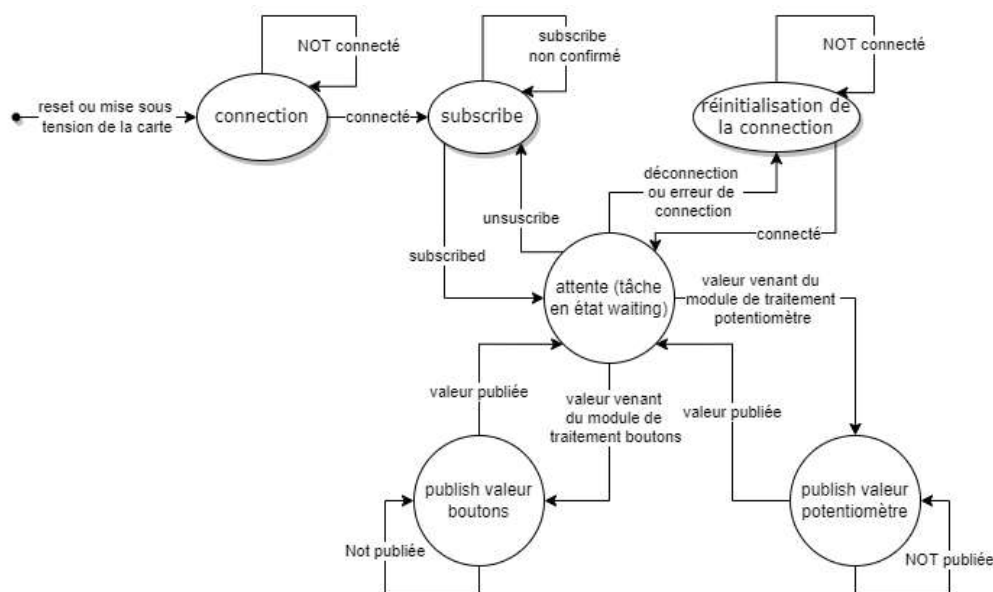 NOT connecté
subscribe
non confirmé
NOT connecté
reset ou mise sous
tension de la carte
connection
connecté
subscribe
réinitialisation de
la connection
déconnection
ou erreur de
connection
unsuscribe
connecté
subscribed
attente (tâche
en état waiting)
valeur venant du
module de traitement
potentiomètre
valeur publiée
valeur venant
du module de
traitement boutons
valeur publiée
publish valeur
boutons
publish valeur
potentiomètre
Not publiée
NOT publiée